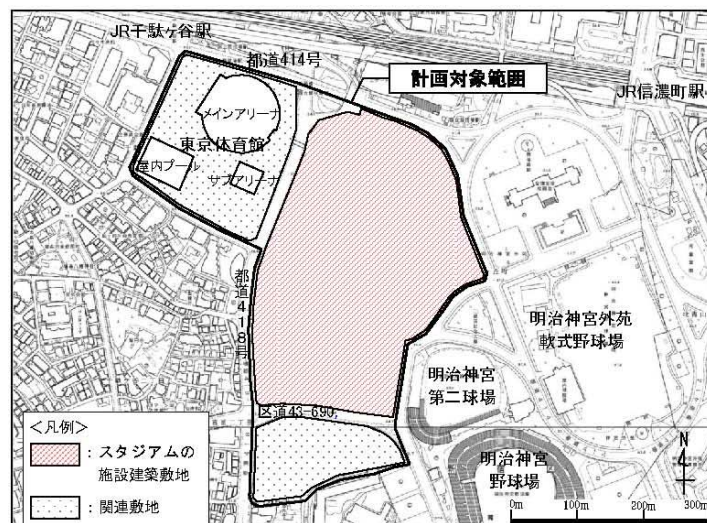 JR千駄ヶ谷駅
都道414号
計画対象範囲
JR信濃町駅
メインアリーナ
東京体育館
屋内プール
サブアリーナ
都道418号
明治神宮外苑
軟式野球場
明治神宮
第二球場
区道43-690
明治神宮
野球場
<凡例>
:スタジアムの
施設建築敷地
:関連敷地
N
0m 100m 200m 300m